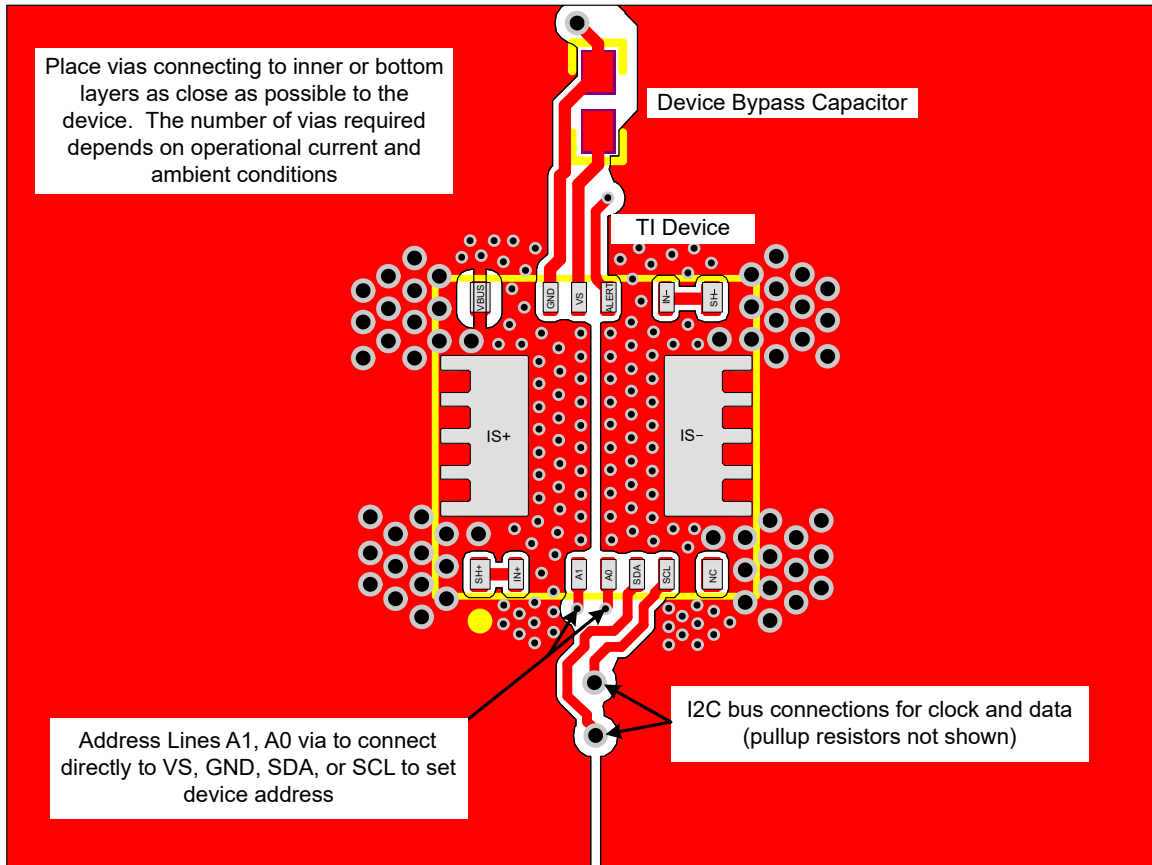 Place vias connecting to inner or bottom
layers as close as possible to the
device. The number of vias required
depends on operational current and
ambient conditions
Device Bypass Capacitor
TI Device
VBUS
GND
VS
ALERT
IN−
SH−
IS+
IS−
SH+
IN+
A1
A0
SDA
SCL
NC
Address Lines A1, A0 via to connect
directly to VS, GND, SDA, or SCL to set
device address
I2C bus connections for clock and data
(pullup resistors not shown)